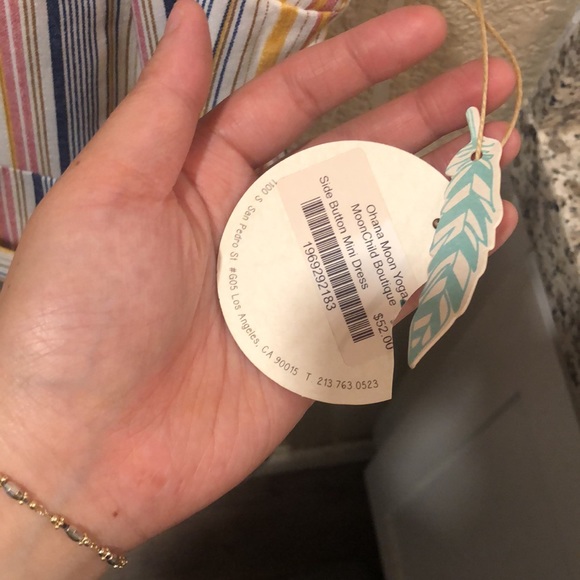 Ohana Moon Yoga
MoonChild Boutique
Side Button Mini Dress $52.00
1969292183
1100 S San Pedro St #G05 Los Angeles, CA 90015 T 213.763.0523